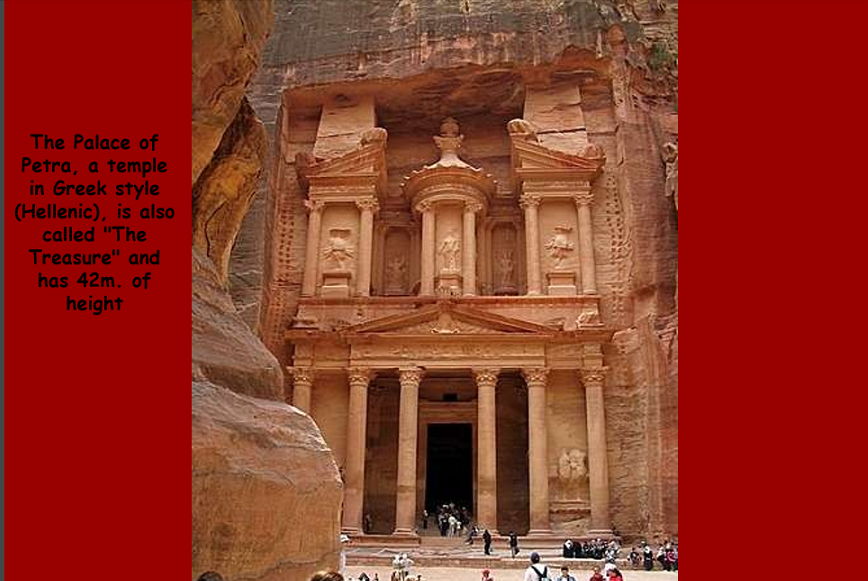 The Palace of
Petra, a temple
in Greek style
(Hellenic), is also
called "The
Treasure" and
has 42m. of
height